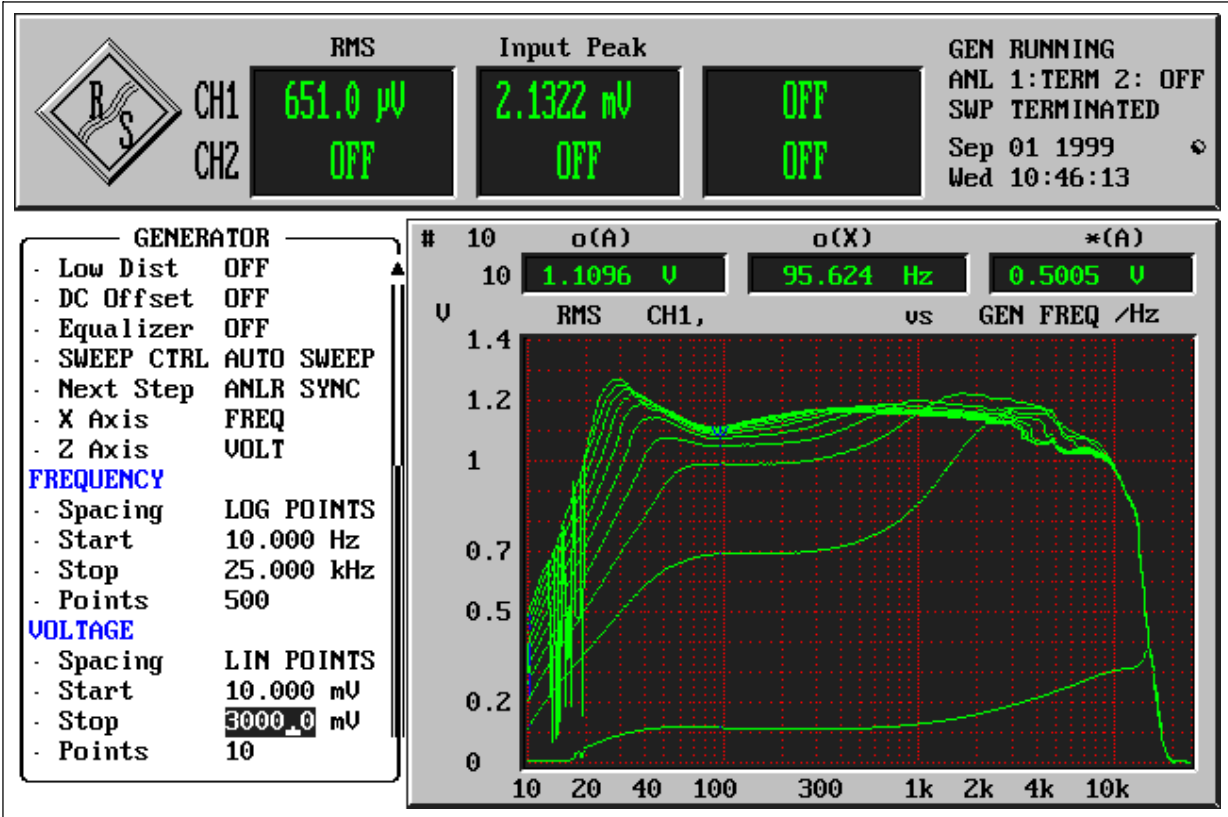 RMS Input Peak
R S
CH1 651.0 µV 2.1322 mV OFF
CH2 OFF OFF OFF
GEN RUNNING
ANL 1:TERM 2: OFF
SWP TERMINATED
Sep 01 1999
Wed 10:46:13
GENERATOR
· Low Dist OFF
· DC Offset OFF
· Equalizer OFF
· SWEEP CTRL AUTO SWEEP
· Next Step ANLR SYNC
· X Axis FREQ
· Z Axis VOLT
FREQUENCY
· Spacing LOG POINTS
· Start 10.000 Hz
· Stop 25.000 kHz
· Points 500
VOLTAGE
· Spacing LIN POINTS
· Start 10.000 mV
· Stop 3000.0 mV
· Points 10
# 10 o(A) o(X) *(A)
10 1.1096 V 95.624 Hz 0.5005 V
V RMS CH1, vs GEN FREQ /Hz
1.4
1.2
1
0.7
0.5
0.2
0
10 20 40 100 300 1k 2k 4k 10k